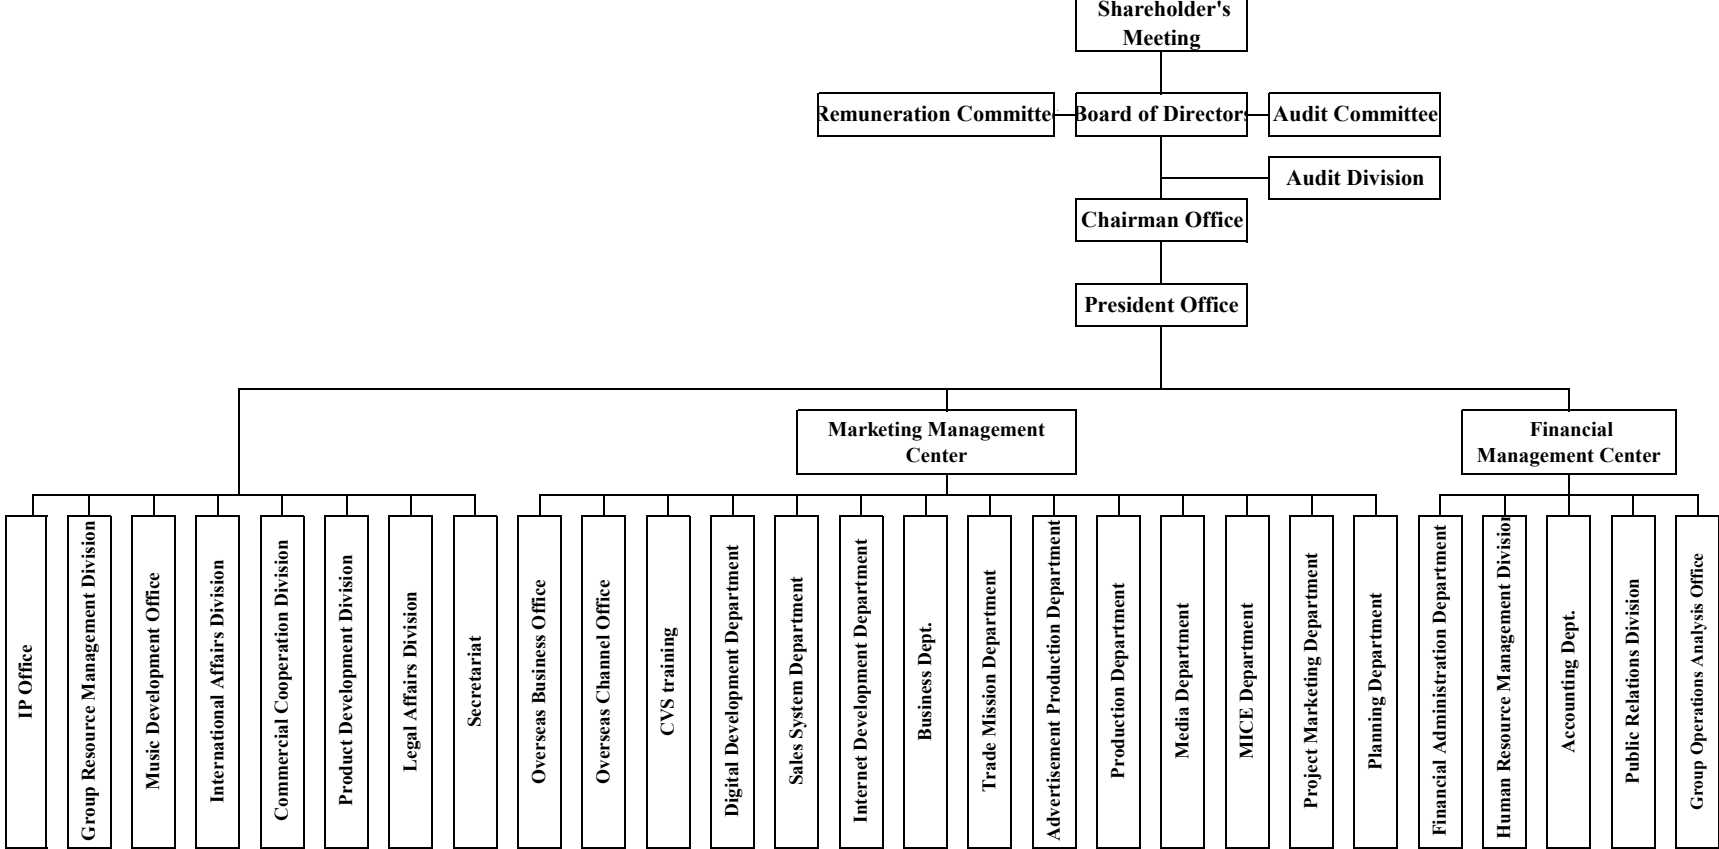 Shareholder's
Meeting
Remuneration Committe
Board of Directors
Audit Committee
Audit Division
Chairman Office
President Office
Marketing Management
Center
Financial
Management Center
IP Office
Group Resource Management Division
Music Development Office
International Affairs Division
Commercial Cooperation Division
Product Development Division
Legal Affairs Division
Secretariat
Overseas Business Office
Overseas Channel Office
CVS training
Digital Development Department
Sales System Department
Internet Development Department
Business Dept.
Trade Mission Department
Advertisement Production Department
Production Department
Media Department
MICE Department
Project Marketing Department
Planning Department
Financial Administration Department
Human Resource Management Division
Accounting Dept.
Public Relations Division
Group Operations Analysis Office